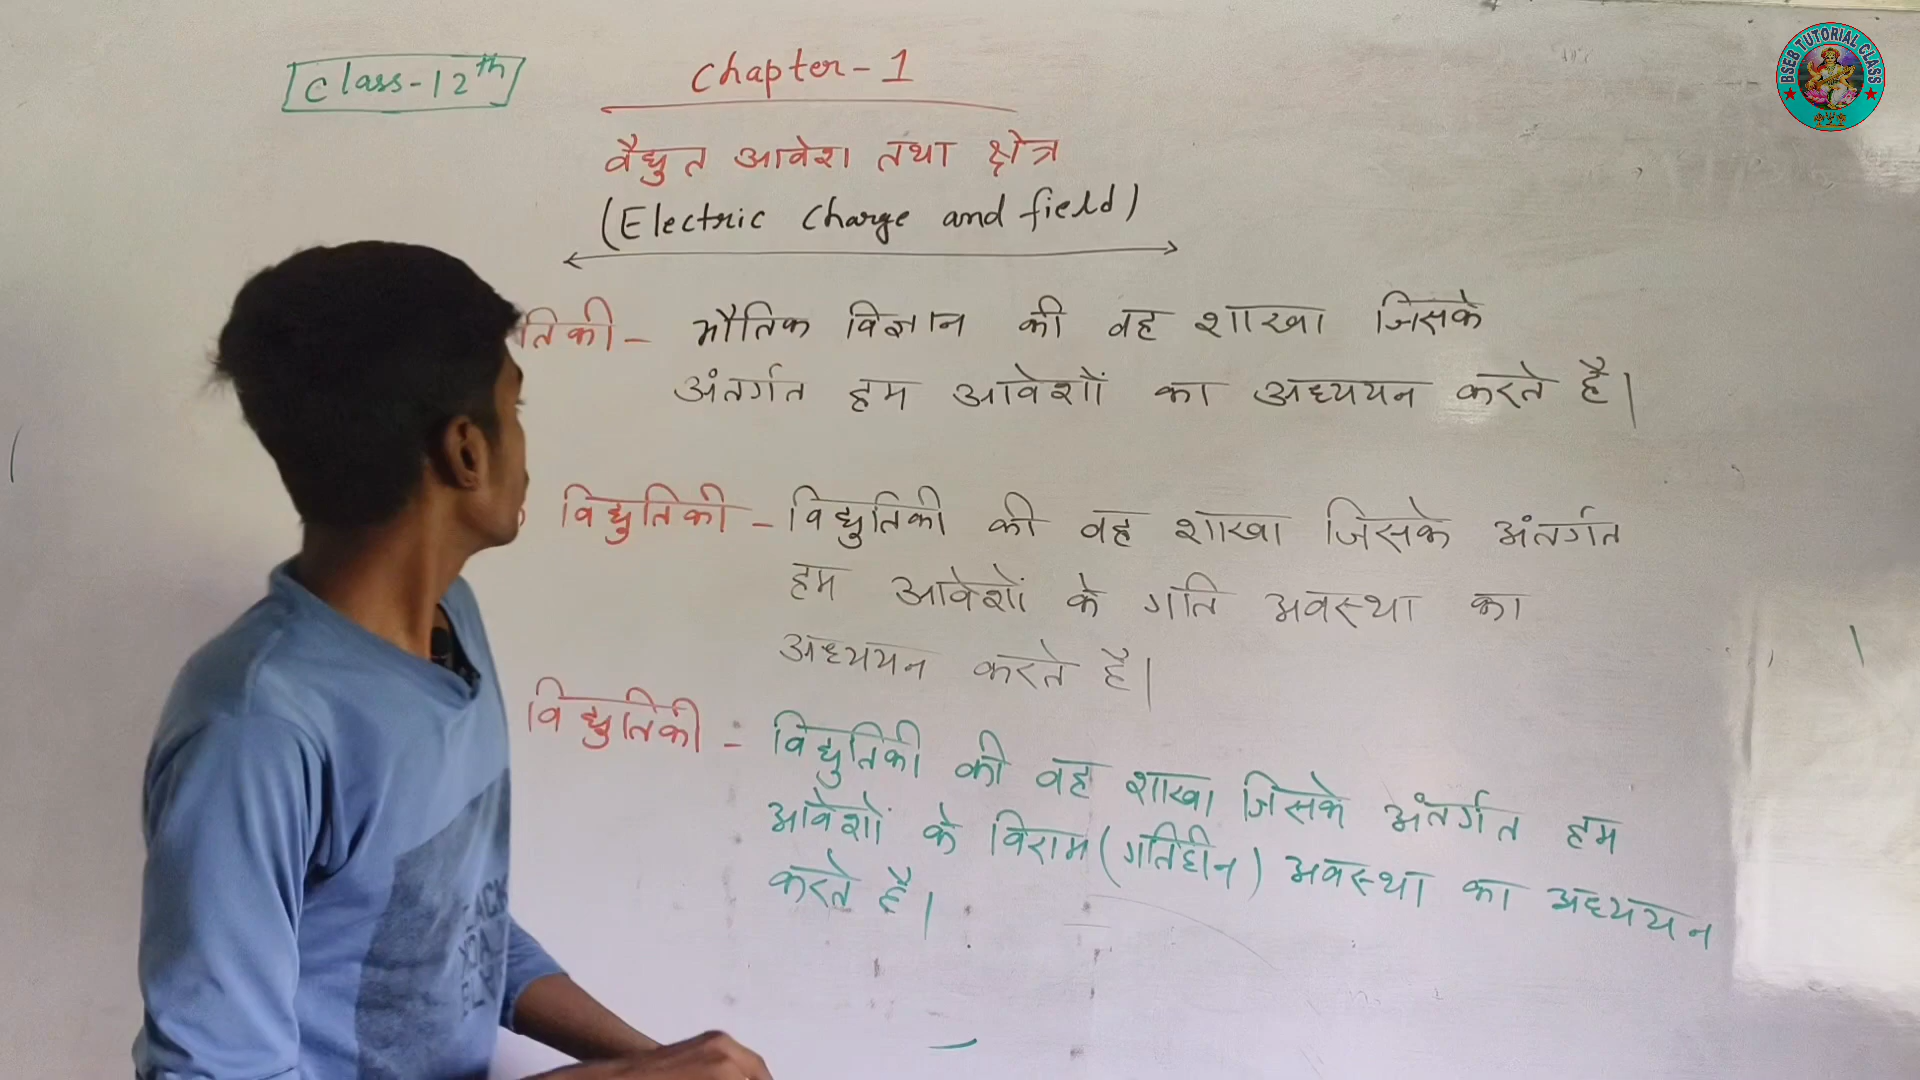 Class-12th
Chapter-1
वैद्युत आवेश तथा क्षेत्र
(Electric Charge and field)
तिकी - भौतिक विज्ञान की वह शाखा जिसके
अंतर्गत हम आवेशों का अध्ययन करते है।
विद्युतिकी - विद्युतिकी की वह शाखा जिसके अंतर्गत
हम आवेशों के गति अवस्था का
अध्ययन करते है।
विद्युतिकी - विद्युतिकी की वह शाखा जिसके अंतर्गत हम
आवेशों के विराम (गतिहीन) अवस्था का अध्ययन
करते है।
BSEB TUTORIAL CLASS